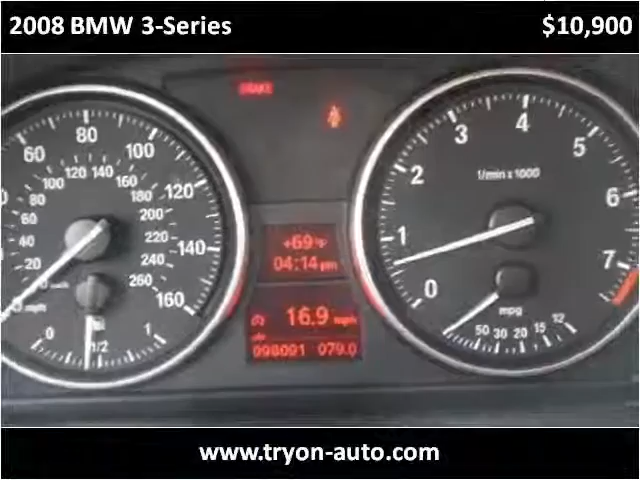 2008 BMW 3-Series $10,900
BRAKE
60 80 100 120 140 160
20 40 60 80 100 120 140 160 180 200 220 240 260
mph
0 1/2 1
+69 °F
04:14 pm
16.9 mph
098091 079.0
0 1 2 3 4 5 6 7
1/min x 1000
mpg
50 30 20 15 12
www.tryon-auto.com